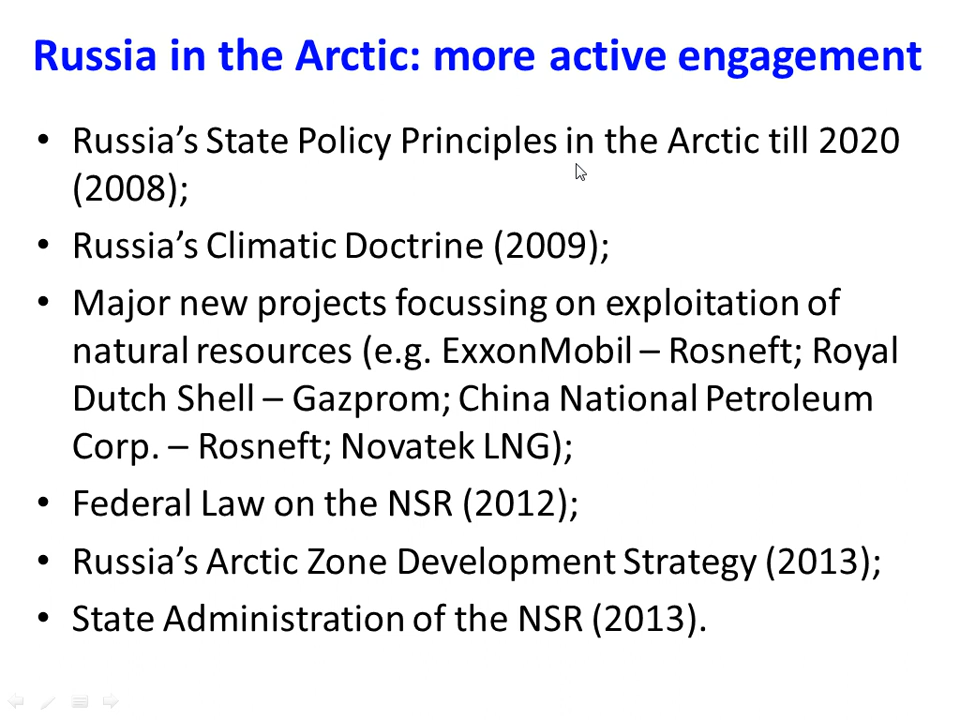 Russia in the Arctic: more active engagement
• Russia’s State Policy Principles in the Arctic till 2020
(2008);
• Russia’s Climatic Doctrine (2009);
• Major new projects focussing on exploitation of
natural resources (e.g. ExxonMobil – Rosneft; Royal
Dutch Shell – Gazprom; China National Petroleum
Corp. – Rosneft; Novatek LNG);
• Federal Law on the NSR (2012);
• Russia’s Arctic Zone Development Strategy (2013);
• State Administration of the NSR (2013).